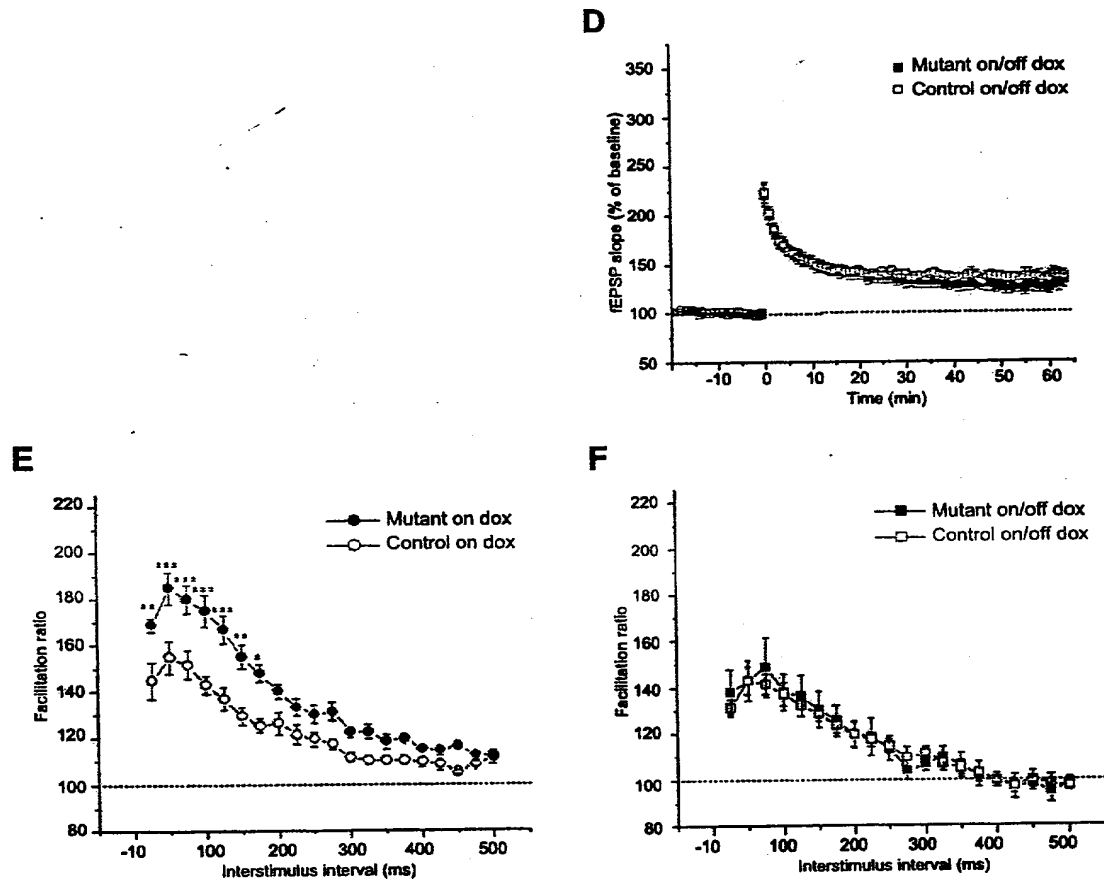 D
350
300
250
200
150
100
50
fEPSP slope (% of baseline)
Mutant on/off dox
Control on/off dox
-10 0 10 20 30 40 50 60
Time (min)
E
220
200
180
160
140
120
100
80
Facilitation ratio
Mutant on dox
Control on dox
** *** *** *** *** ** *
-10 100 200 300 400 500
Interstimulus interval (ms)
F
220
200
180
160
140
120
100
80
Facilitation ratio
Mutant on/off dox
Control on/off dox
-10 100 200 300 400 500
Interstimulus interval (ms)